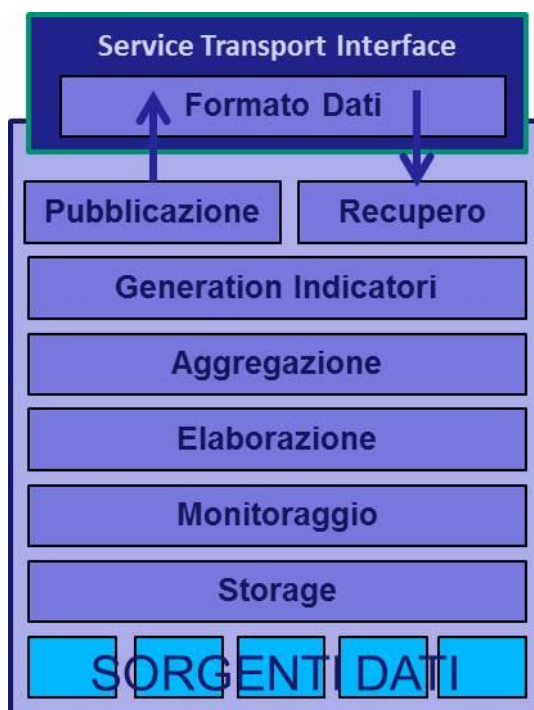 Service Transport Interface
Formato Dati
Pubblicazione Recupero
Generation Indicatori
Aggregazione
Elaborazione
Monitoraggio
Storage
SORGENTI DATI